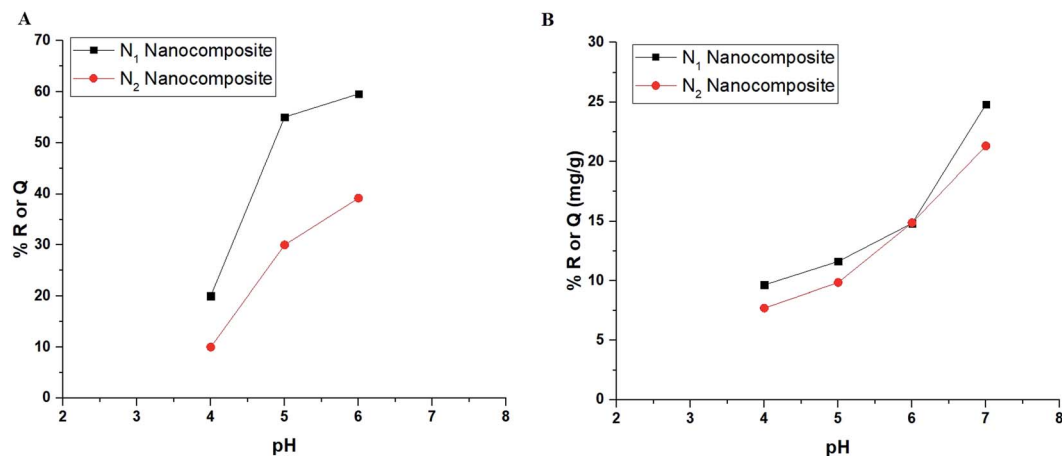 A
70
60
50
40
30
20
10
0
% R or Q
N₁ Nanocomposite
N₂ Nanocomposite
2 3 4 5 6 7 8
pH
B
30
25
20
15
10
5
0
% R or Q (mg/g)
N₁ Nanocomposite
N₂ Nanocomposite
2 3 4 5 6 7 8
pH